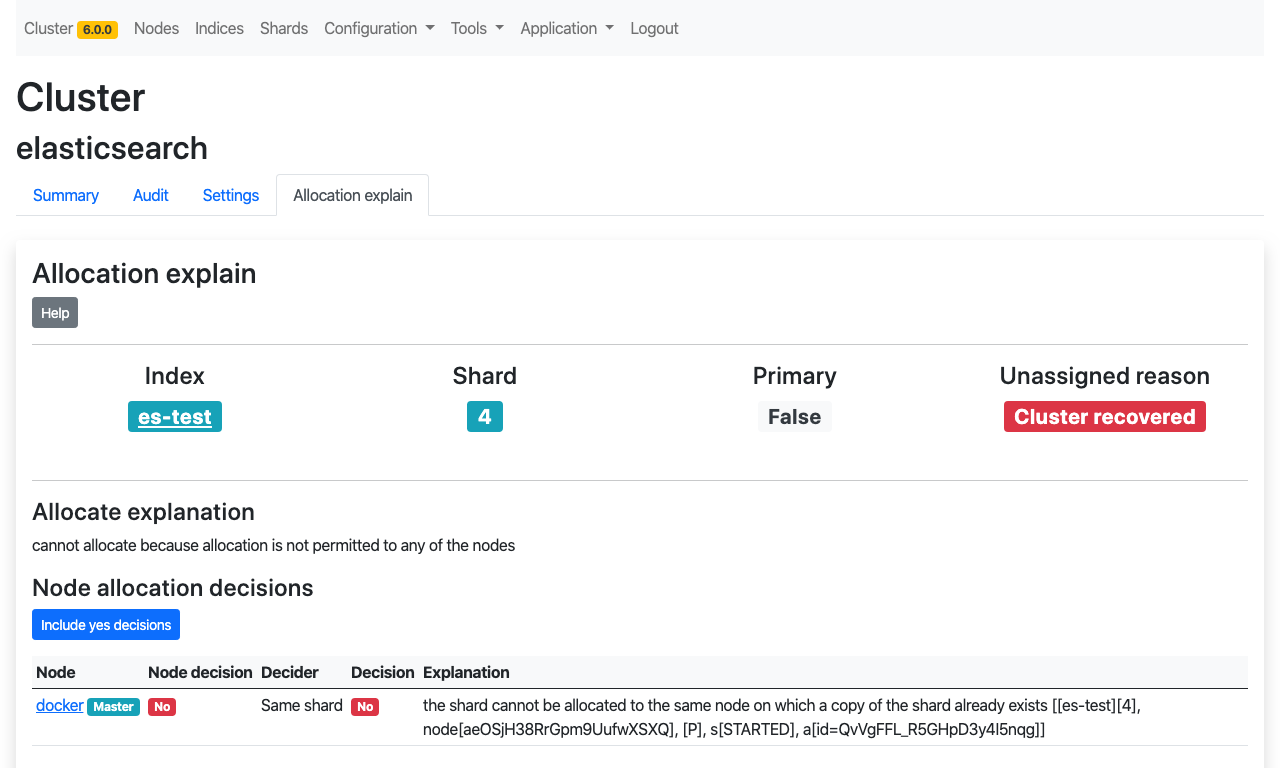 Cluster 6.0.0 Nodes Indices Shards Configuration Tools Application Logout
Cluster
elasticsearch
Summary Audit Settings Allocation explain
Allocation explain
Help
Index Shard Primary Unassigned reason
es-test 4 False Cluster recovered
Allocate explanation
cannot allocate because allocation is not permitted to any of the nodes
Node allocation decisions
Include yes decisions
Node Node decision Decider Decision Explanation
docker Master No Same shard No the shard cannot be allocated to the same node on which a copy of the shard already exists [[es-test][4],
node[aeOSjH38RrGpm9UufwXSXQ], [P], s[STARTED], a[id=QvVgFFL_R5GHpD3y4I5nqg]]